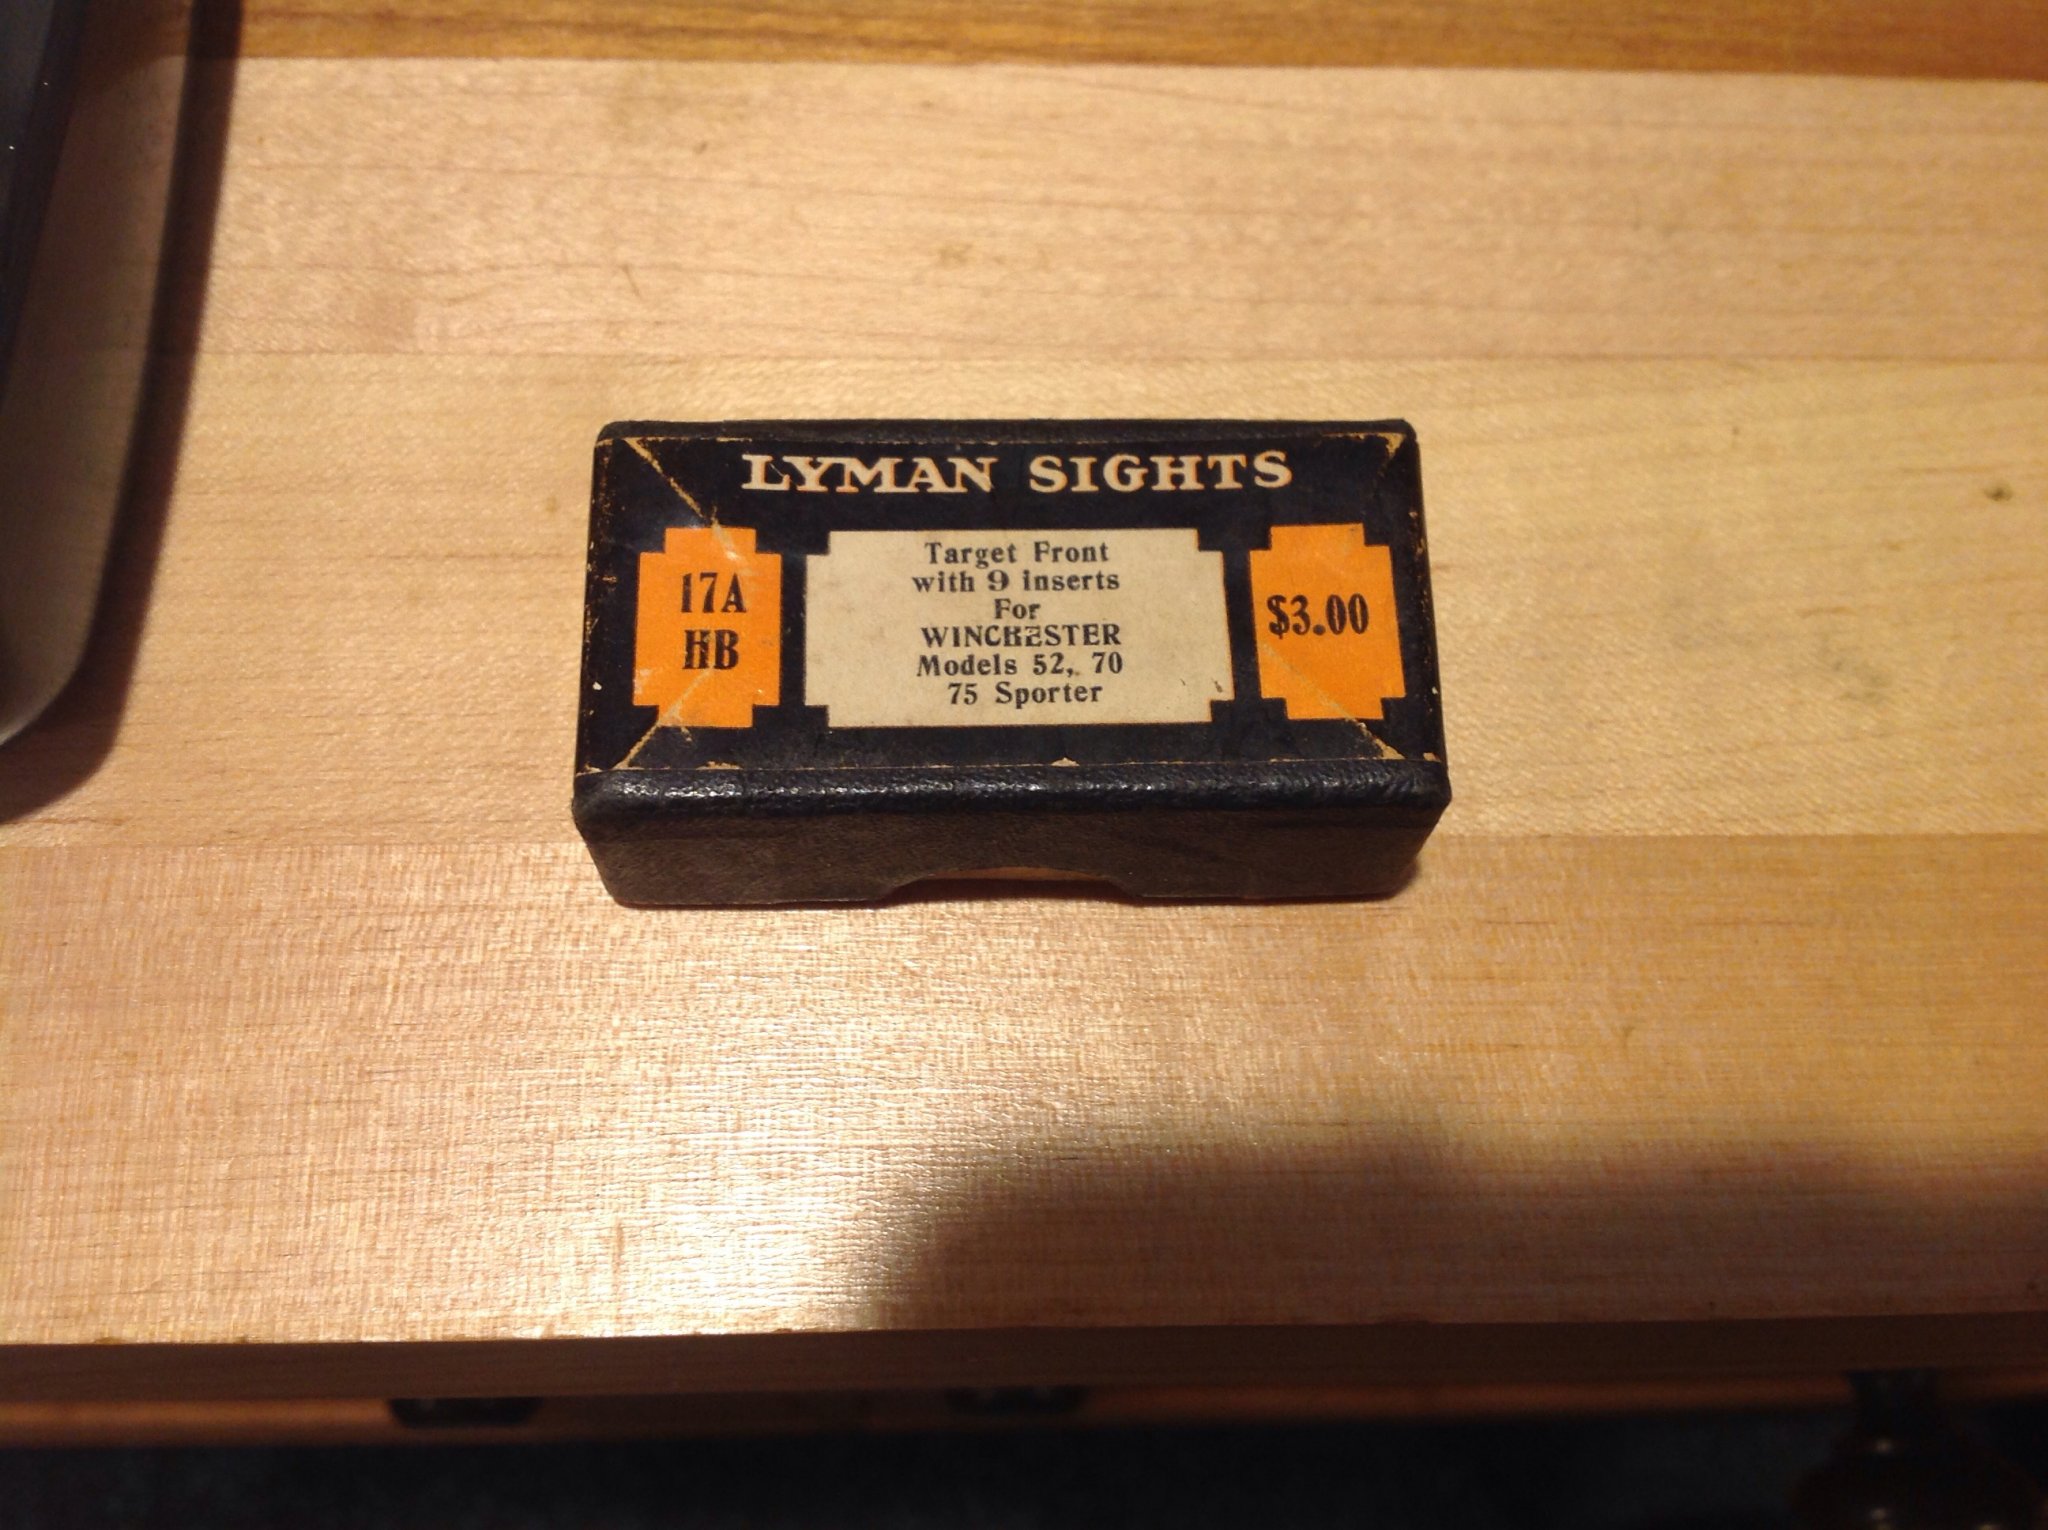 LYMAN SIGHTS
17A
HB
Target Front
with 9 inserts
For
WINCHESTER
Models 52, 70
75 Sporter
$3.00